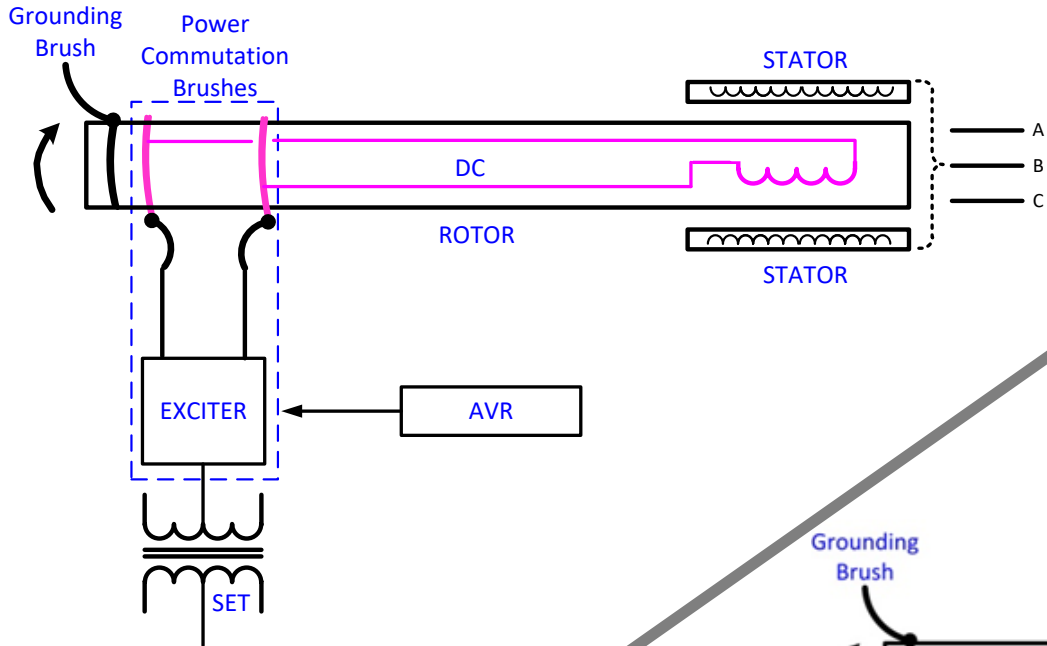 Grounding
Brush
Power
Commutation
Brushes
STATOR
A
B
C
DC
ROTOR
STATOR
EXCITER
AVR
SET
Grounding
Brush